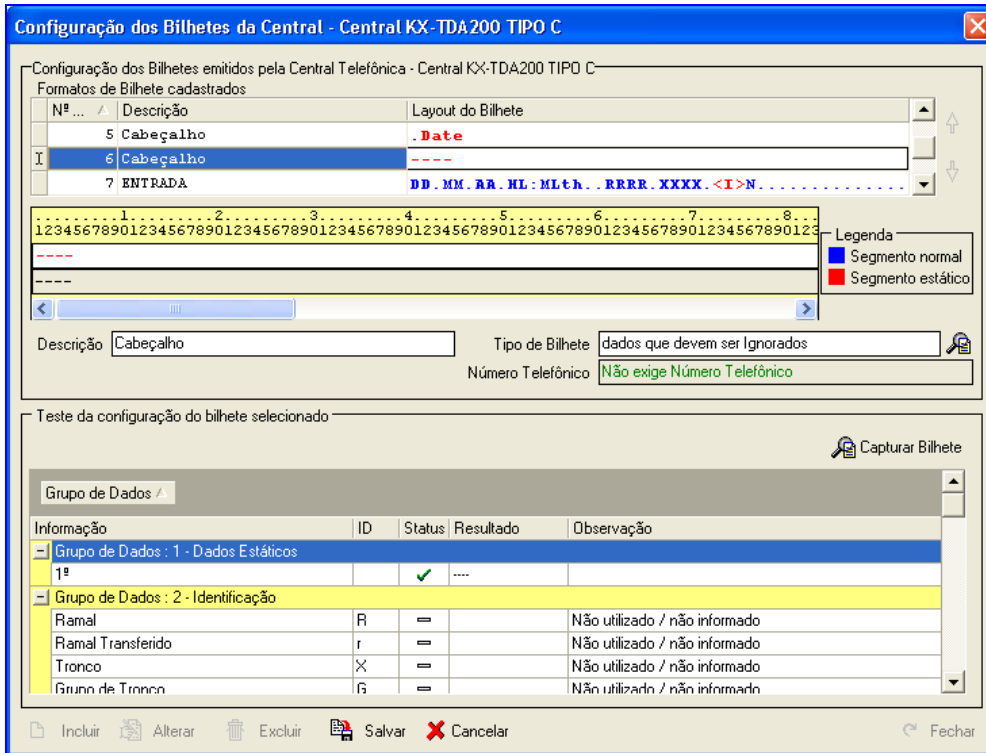 Configuração dos Bilhetes da Central - Central KX-TDA200 TIPO C
Configuração dos Bilhetes emitidos pela Central Telefônica - Central KX-TDA200 TIPO C
Formatos de Bilhete cadastrados
Nº ... Descrição Layout do Bilhete
5 Cabeçalho .Date
6 Cabeçalho ----
7 ENTRADA DD.MM.AA.HL:MLth..RRRR.XXXX.<I>N..............
.........1.........2.........3.........4.........5.........6.........7.........8...
12345678901234567890123456789012345678901234567890123456789012345678901234567890123
----
----
Legenda
Segmento normal
Segmento estático
Descrição Cabeçalho Tipo de Bilhete dados que devem ser Ignorados
Número Telefônico Não exige Número Telefônico
Teste da configuração do bilhete selecionado
Capturar Bilhete
Grupo de Dados
Informação ID Status Resultado Observação
Grupo de Dados : 1 - Dados Estáticos
1º ----
Grupo de Dados : 2 - Identificação
Ramal R Não utilizado / não informado
Ramal Transferido r Não utilizado / não informado
Tronco X Não utilizado / não informado
Grupo de Tronco G Não utilizado / não informado
Incluir Alterar Excluir Salvar Cancelar Fechar